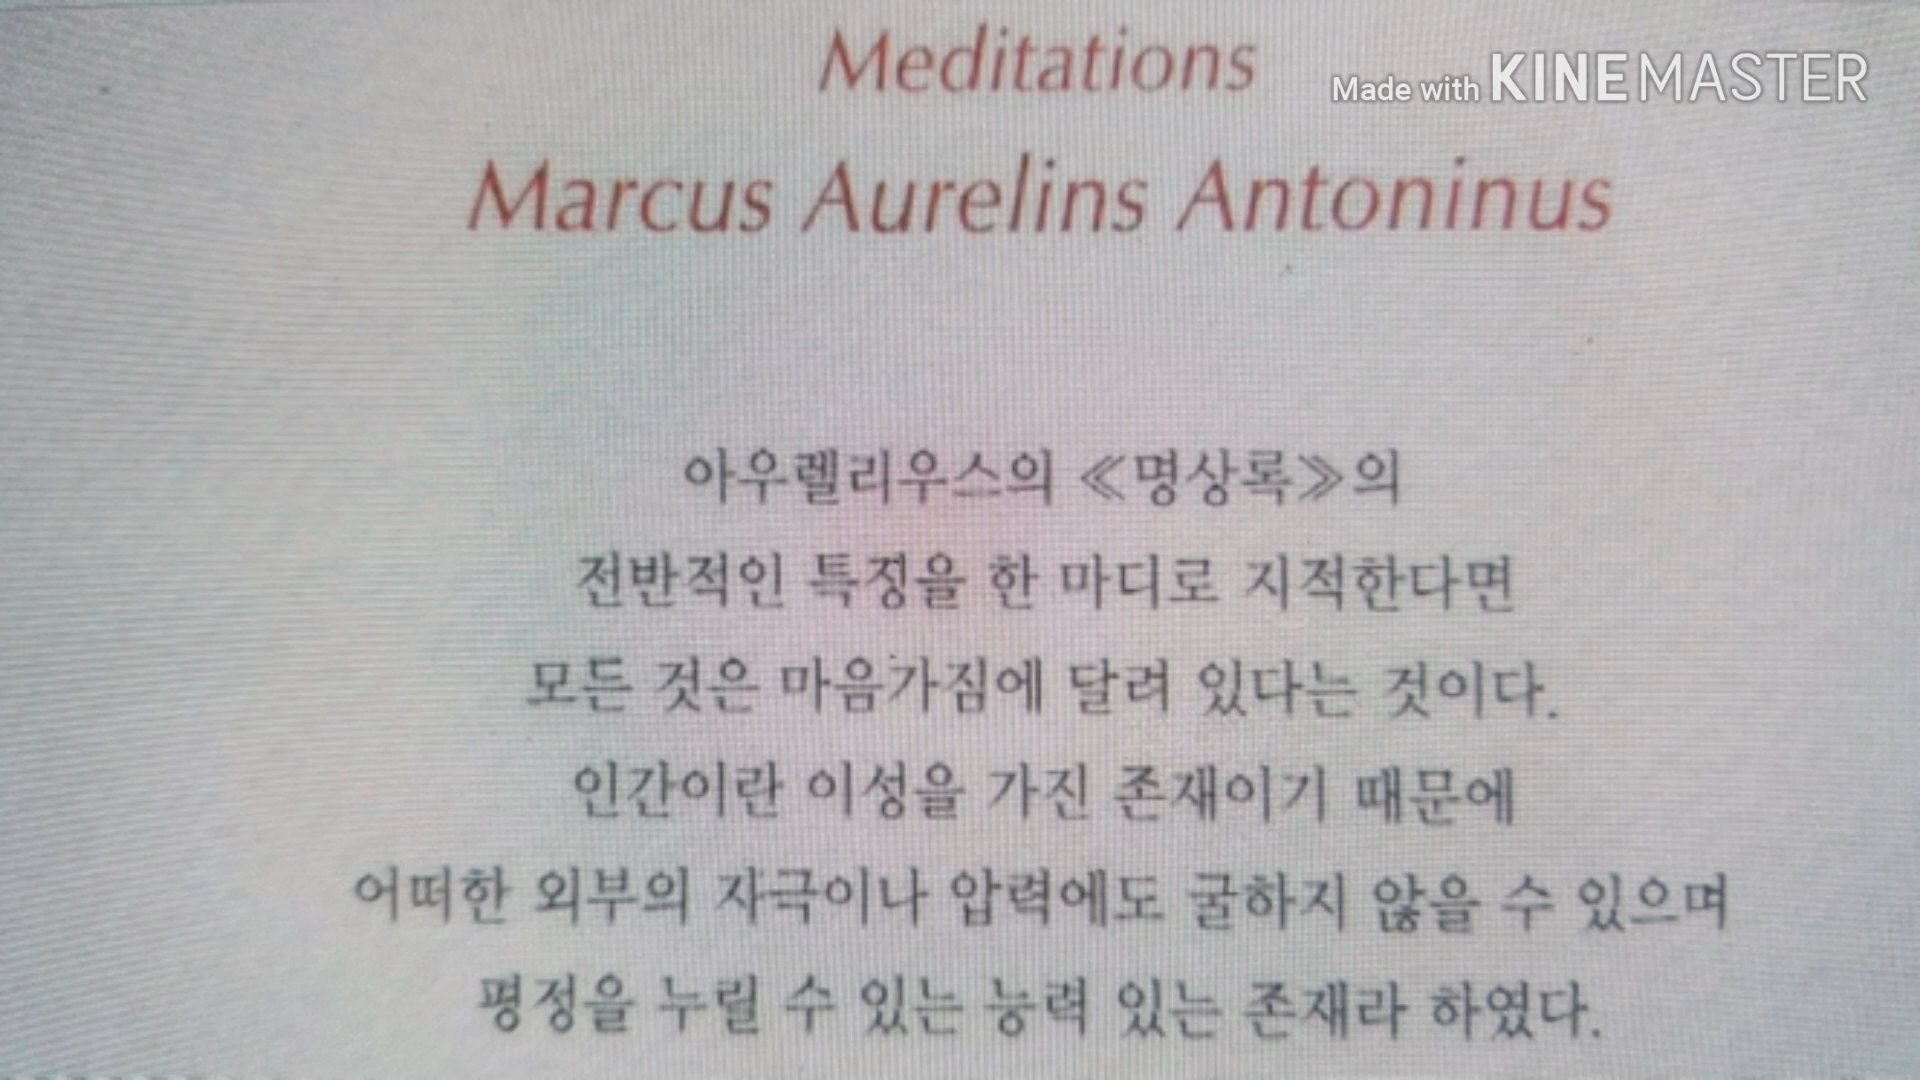 Meditations
Made with KINEMASTER
Marcus Aurelins Antoninus
아우렐리우스의 ≪명상록≫의
전반적인 특징을 한 마디로 지적한다면
모든 것은 마음가짐에 달려 있다는 것이다.
인간이란 이성을 가진 존재이기 때문에
어떠한 외부의 자극이나 압력에도 굴하지 않을 수 있으며
평정을 누릴 수 있는 능력 있는 존재라 하였다.